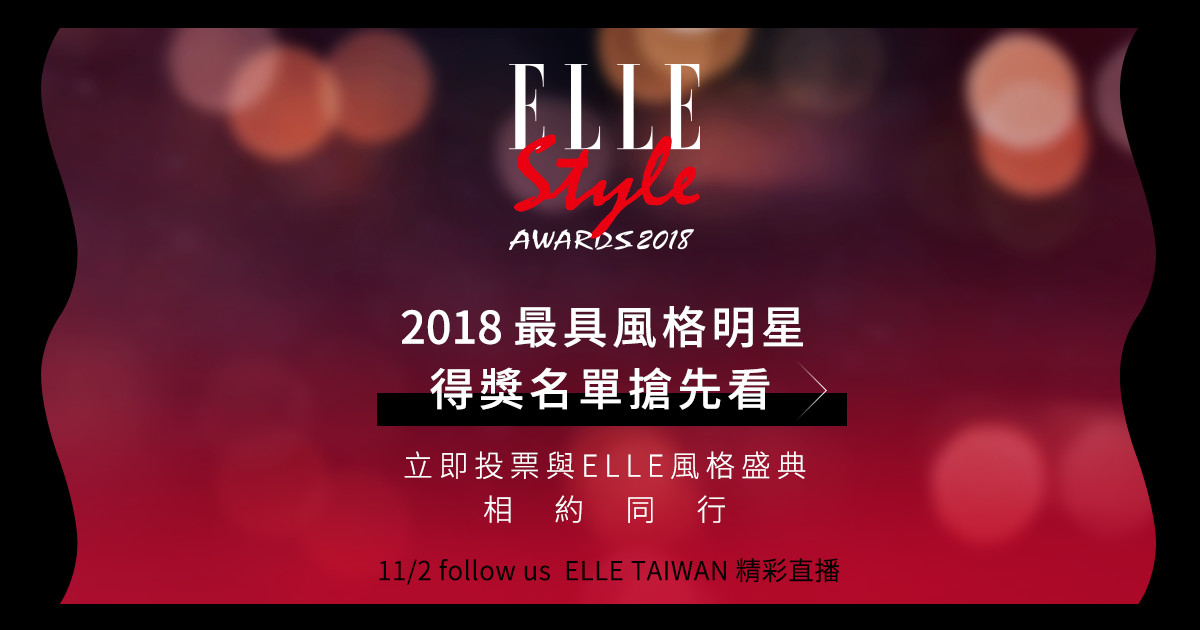 ELLE
Style
AWARDS 2018
2018 最具風格明星
得獎名單搶先看
立即投票與ELLE風格盛典
相約同行
11/2 follow us ELLE TAIWAN 精彩直播